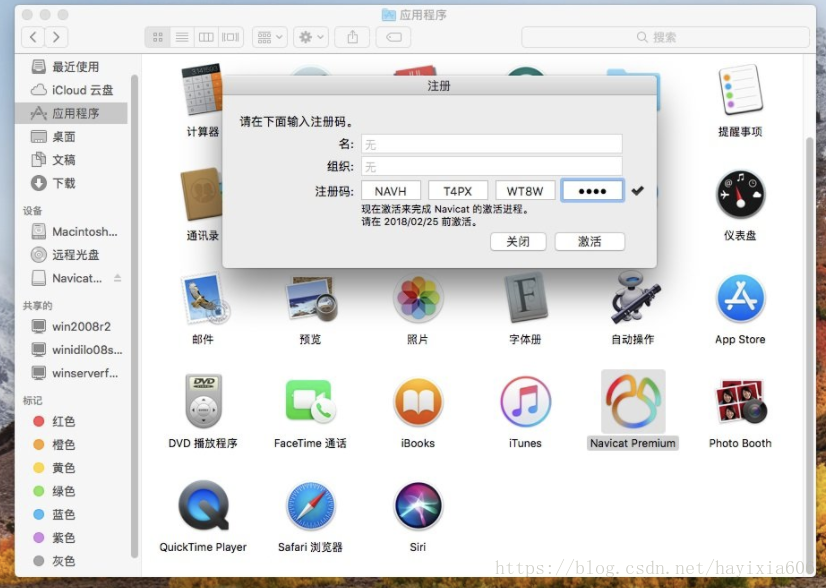 应用程序
搜索
最近使用
iCloud 云盘
应用程序
桌面
文稿
下载
设备
Macintosh...
远程光盘
Navicat...
共享的
win2008r2
winidilo08s...
winserverf...
标记
红色
橙色
黄色
绿色
蓝色
紫色
灰色
注册
请在下面输入注册码。
名: 无
组织: 无
注册码: NAVH T4PX WT8W ••••
现在激活来完成 Navicat 的激活进程。
请在 2018/02/25 前激活。
关闭 激活
计算器
提醒事项
通讯录
仪表盘
邮件 预览 照片 字体册 自动操作 App Store
DVD 播放程序 FaceTime 通话 iBooks iTunes Navicat Premium Photo Booth
QuickTime Player Safari 浏览器 Siri